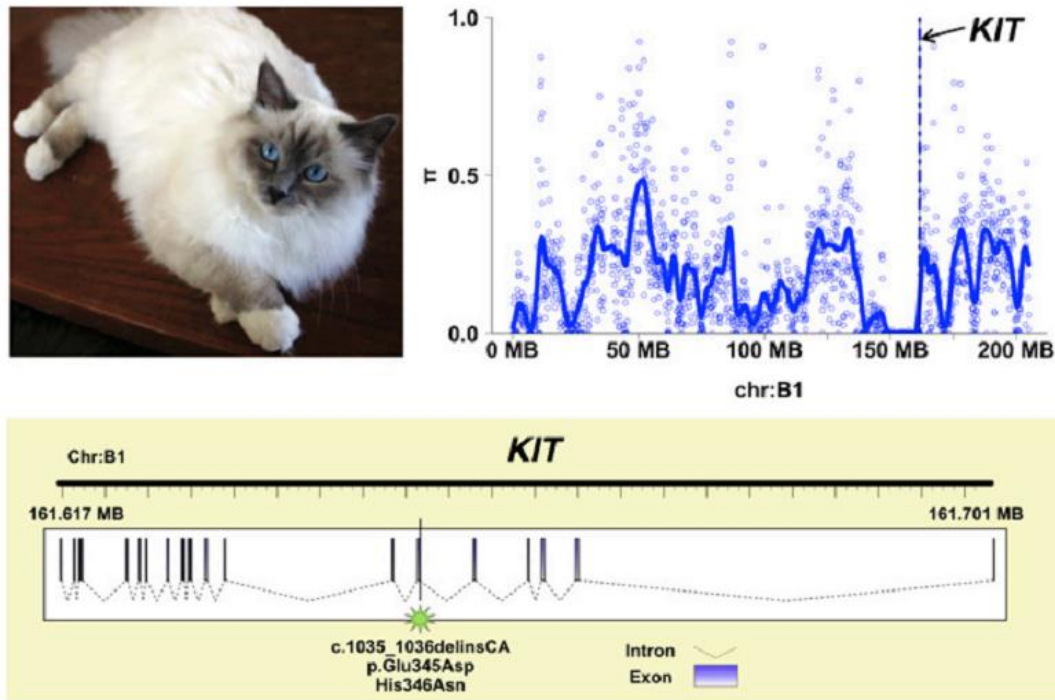 1.0
KIT
π
0.5
0.0
0 MB 50 MB 100 MB 150 MB 200 MB
chr:B1
Chr:B1
KIT
161.617 MB
161.701 MB
c.1035_1036delinsCA
p.Glu345Asp
His346Asn
Intron
Exon